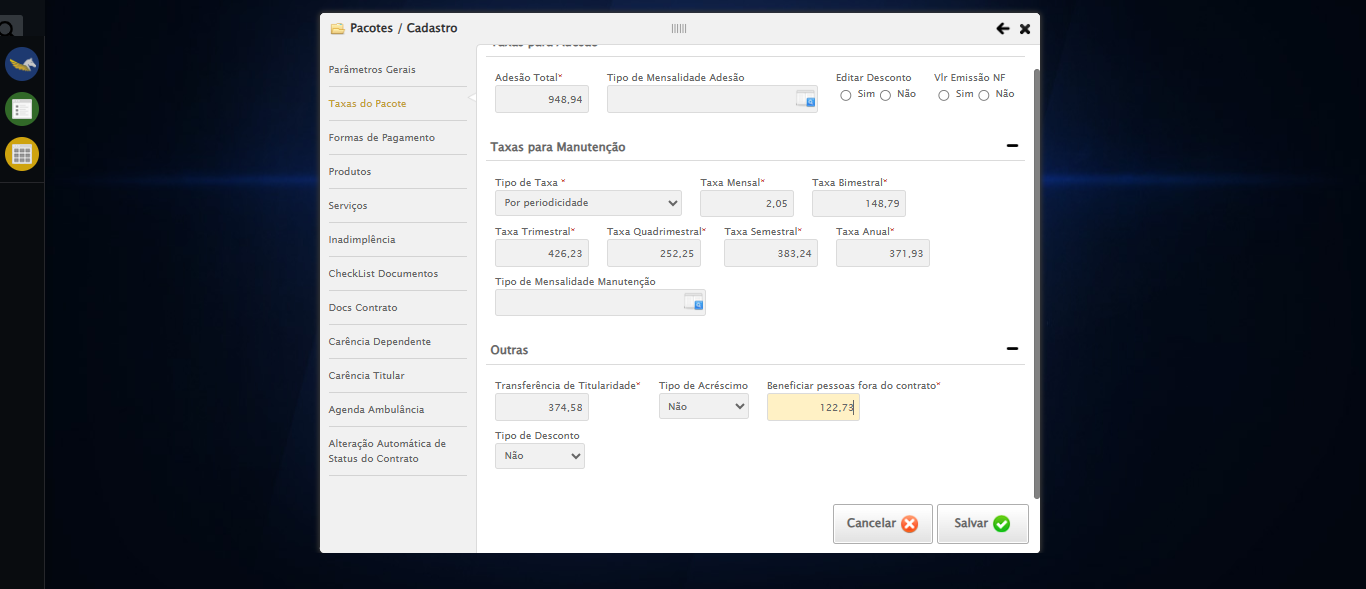 Pacotes / Cadastro
Parâmetros Gerais
Taxas do Pacote
Formas de Pagamento
Produtos
Serviços
Inadimplência
CheckList Documentos
Docs Contrato
Carência Dependente
Carência Titular
Agenda Ambulância
Alteração Automática de
Status do Contrato
Taxas para Adesão
Adesão Total* Tipo de Mensalidade Adesão Editar Desconto Vlr Emissão NF
948,94 Sim Não Sim Não
Taxas para Manutenção
Tipo de Taxa * Taxa Mensal* Taxa Bimestral*
Por periodicidade 2,05 148,79
Taxa Trimestral* Taxa Quadrimestral* Taxa Semestral* Taxa Anual*
426,23 252,25 383,24 371,93
Tipo de Mensalidade Manutenção
Outras
Transferência de Titularidade* Tipo de Acréscimo Beneficiar pessoas fora do contrato*
374,58 Não 122,73
Tipo de Desconto
Não
Cancelar Salvar